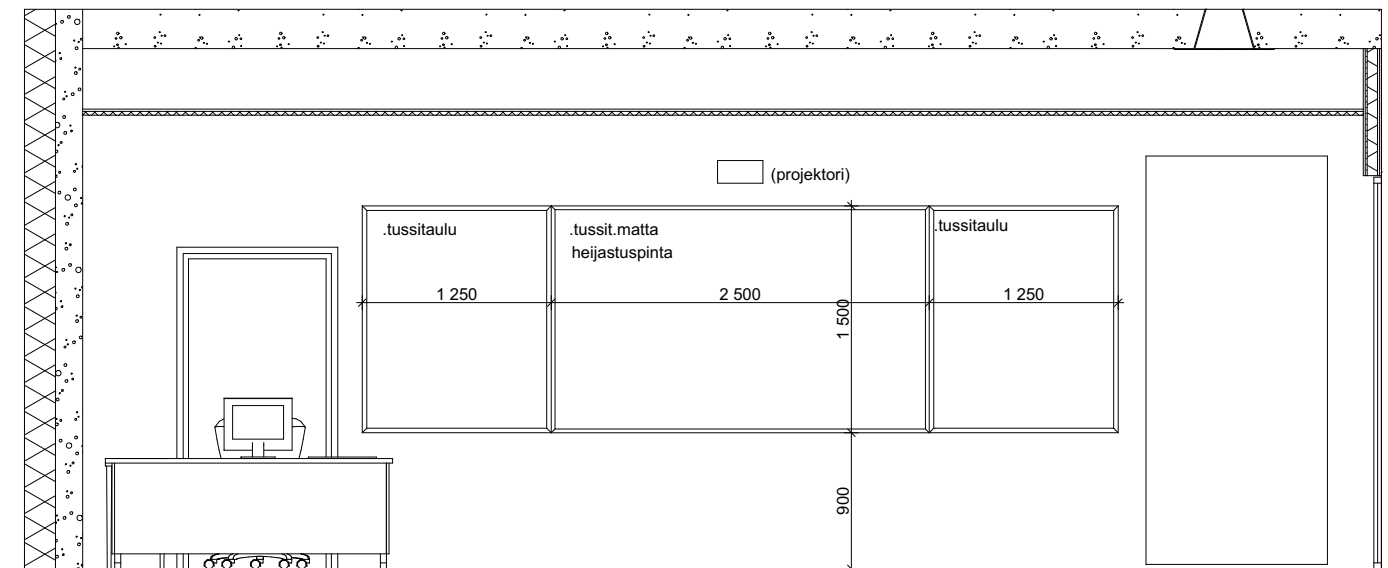 (projektori)
.tussitaulu
.tussit.matta
heijastuspinta
.tussitaulu
1 250
2 500
1 250
1 500
900